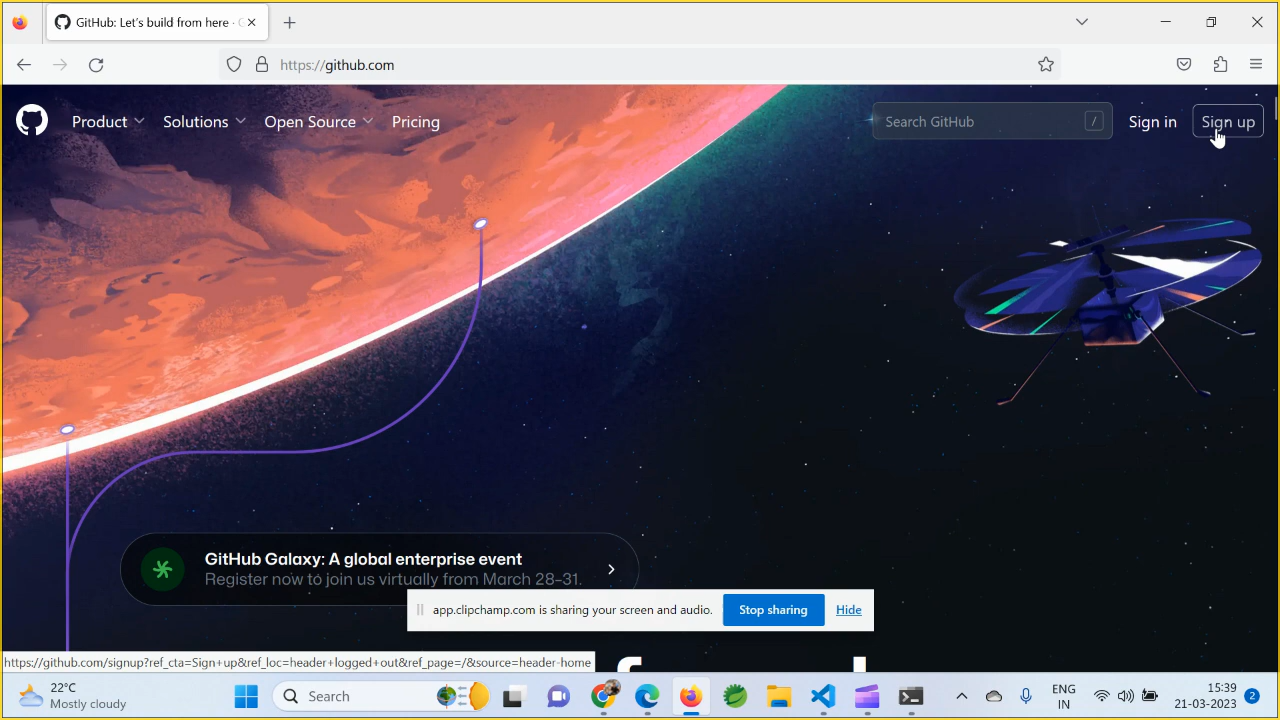 GitHub: Let's build from here ·
https://github.com
Product
Solutions
Open Source
Pricing
Search GitHub
/
Sign in
Sign up
GitHub Galaxy: A global enterprise event
Register now to join us virtually from March 28–31.
app.clipchamp.com is sharing your screen and audio.
Stop sharing
Hide
https://github.com/signup?ref_cta=Sign+up&ref_loc=header+logged+out&ref_page=/&source=header-home
22°C
Mostly cloudy
Search
ENG
IN
15:39
21-03-2023
2